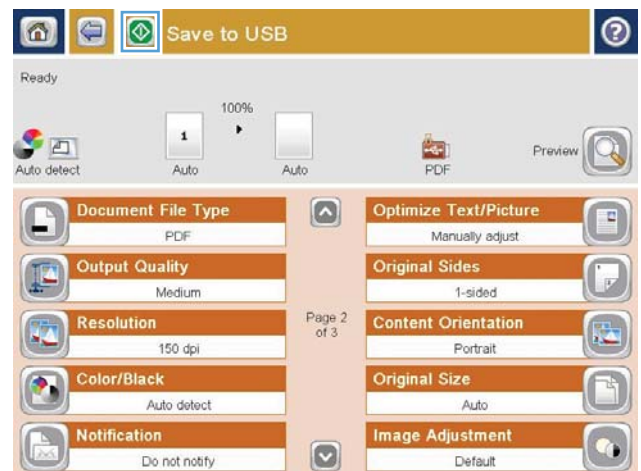 Save to USB
?
Ready
100%
1
Auto detect
Auto
Auto
PDF
Preview
Document File Type
PDF
Output Quality
Medium
Resolution
150 dpi
Color/Black
Auto detect
Notification
Do not notify
Page 2
of 3
Optimize Text/Picture
Manually adjust
Original Sides
1-sided
Content Orientation
Portrait
Original Size
Auto
Image Adjustment
Default